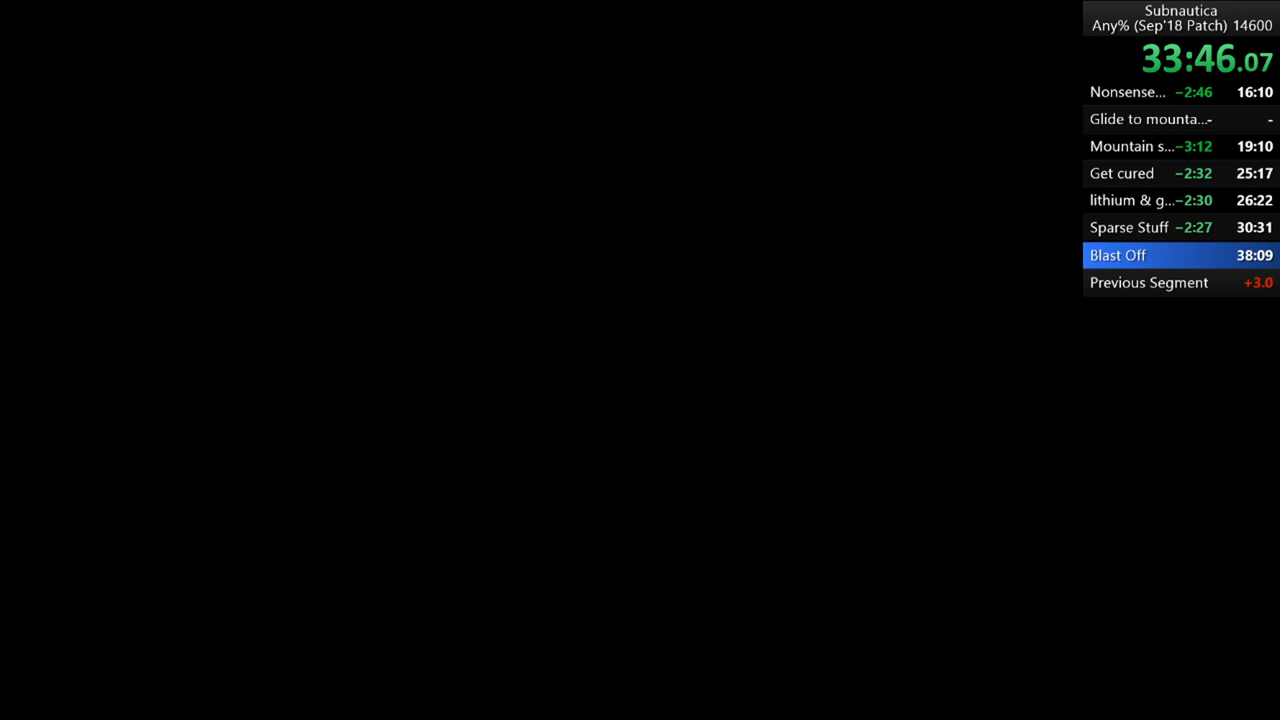 Subnautica
Any% (Sep'18 Patch) 14600
33:46.07
Nonsense... −2:46 16:10
Glide to mounta...- -
Mountain s...−3:12 19:10
Get cured −2:32 25:17
lithium & g...−2:30 26:22
Sparse Stuff −2:27 30:31
Blast Off 38:09
Previous Segment +3.0